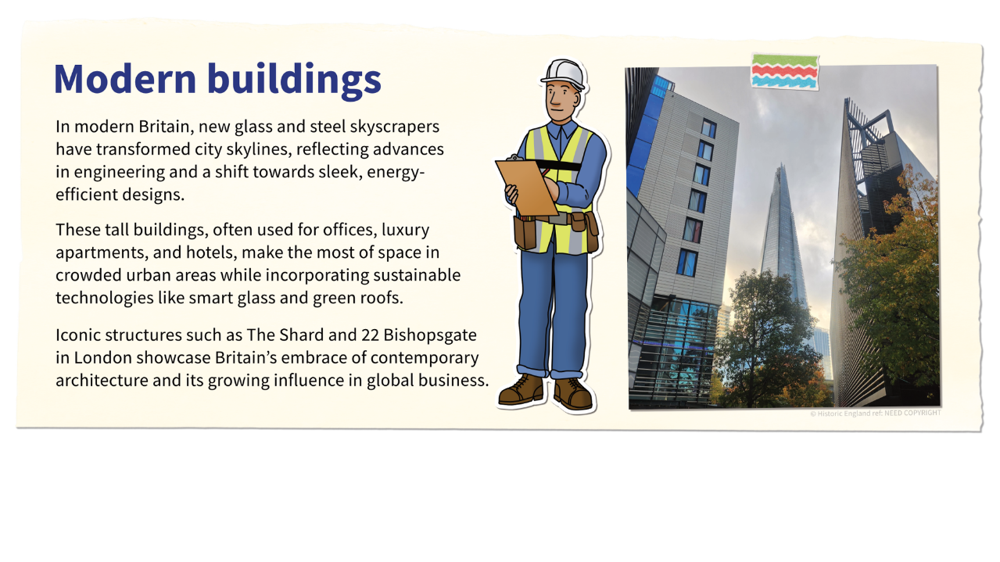 Modern buildings
In modern Britain, new glass and steel skyscrapers
have transformed city skylines, reflecting advances
in engineering and a shift towards sleek, energy-
efficient designs.
These tall buildings, often used for offices, luxury
apartments, and hotels, make the most of space in
crowded urban areas while incorporating sustainable
technologies like smart glass and green roofs.
Iconic structures such as The Shard and 22 Bishopsgate
in London showcase Britain’s embrace of contemporary
architecture and its growing influence in global business.
© Historic England ref: NEED COPYRIGHT